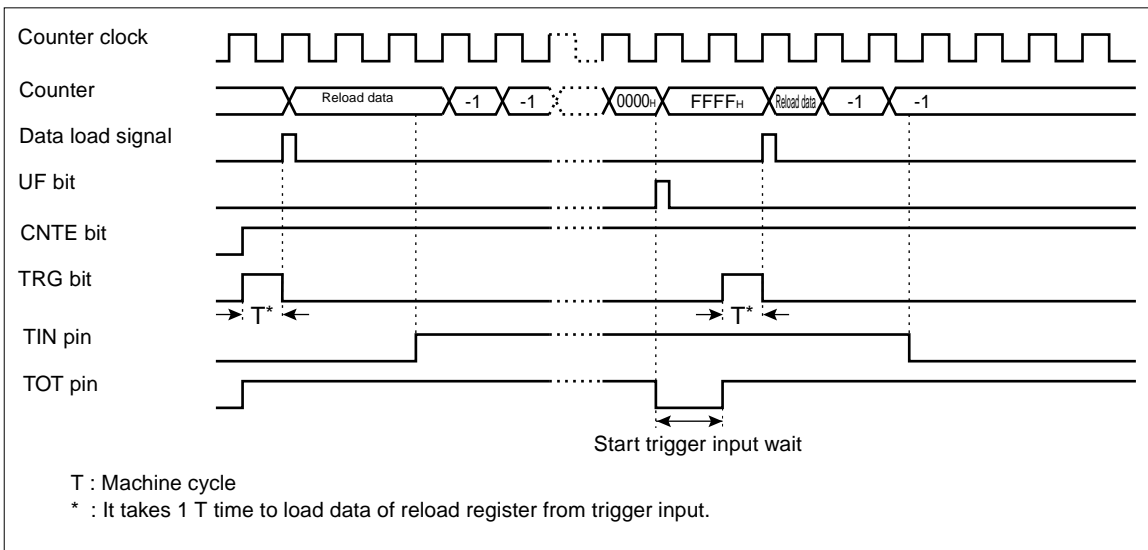 Counter clock
Counter
Reload data -1 -1 0000H FFFFH Reload data -1 -1
Data load signal
UF bit
CNTE bit
TRG bit
T* T*
TIN pin
TOT pin
Start trigger input wait
T : Machine cycle
* : It takes 1 T time to load data of reload register from trigger input.